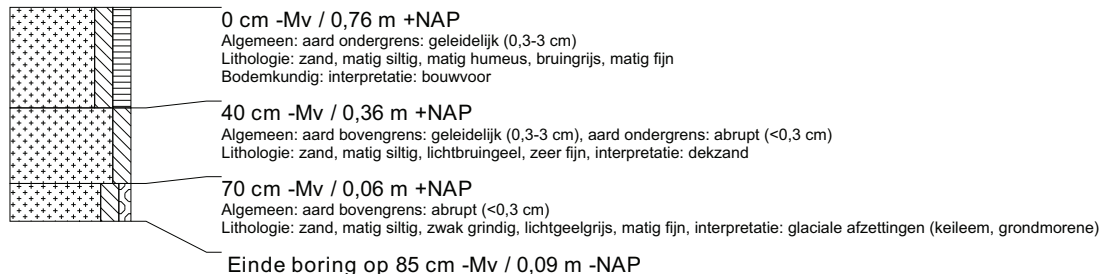 0 cm -Mv / 0,76 m +NAP
Algemeen: aard ondergrens: geleidelijk (0,3-3 cm)
Lithologie: zand, matig siltig, matig humeus, bruingrijs, matig fijn
Bodemkundig: interpretatie: bouwvoor
40 cm -Mv / 0,36 m +NAP
Algemeen: aard bovengrens: geleidelijk (0,3-3 cm), aard ondergrens: abrupt (<0,3 cm)
Lithologie: zand, matig siltig, lichtbruingeel, zeer fijn, interpretatie: dekzand
70 cm -Mv / 0,06 m +NAP
Algemeen: aard bovengrens: abrupt (<0,3 cm)
Lithologie: zand, matig siltig, zwak grindig, lichtgeelgrijs, matig fijn, interpretatie: glaciale afzettingen (keileem, grondmorene)
Einde boring op 85 cm -Mv / 0,09 m -NAP